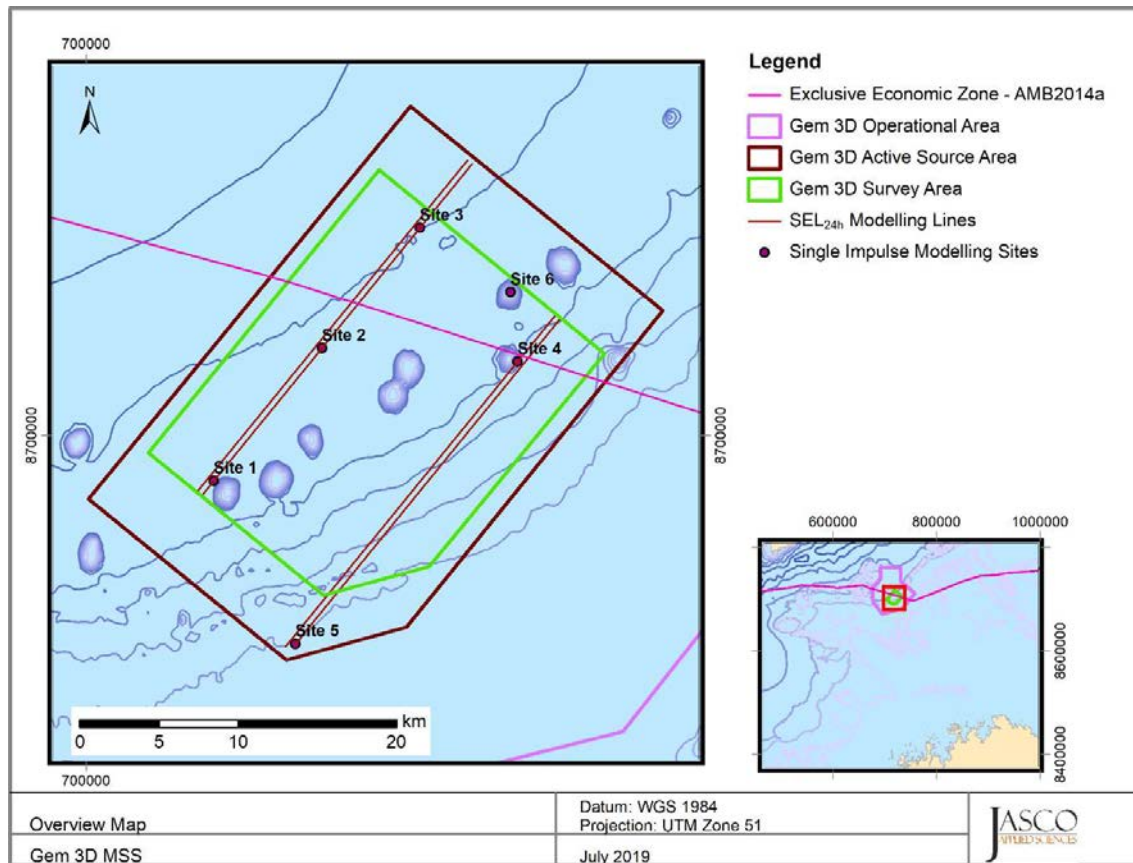 700000
N
8700000
8700000
Site 3
Site 6
Site 2
Site 4
Site 1
Site 5
km
0 5 10 20
700000
Legend
Exclusive Economic Zone - AMB2014a
Gem 3D Operational Area
Gem 3D Active Source Area
Gem 3D Survey Area
SEL24h Modelling Lines
Single Impulse Modelling Sites
600000 800000 1000000
8600000
8400000
Overview Map
Gem 3D MSS
Datum: WGS 1984
Projection: UTM Zone 51
July 2019
JASCO
APPLIED SCIENCES